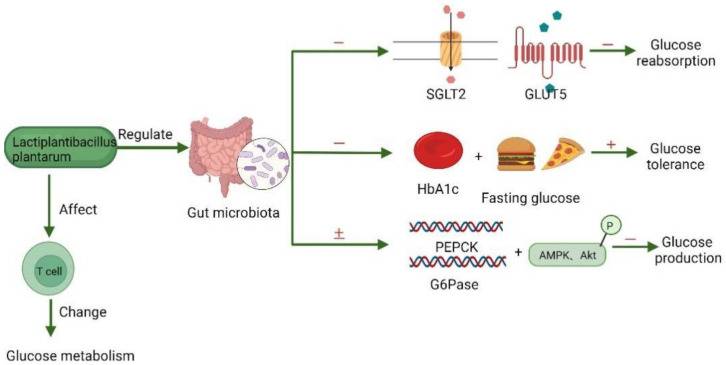 Lactiplantibacillus
plantarum
Regulate
Gut microbiota
Affect
T cell
Change
Glucose metabolism
−
SGLT2
GLUT5
−
Glucose
reabsorption
−
HbA1c
+
Fasting glucose
+
Glucose
tolerance
±
PEPCK
G6Pase
+
AMPK、Akt
P
−
Glucose
production